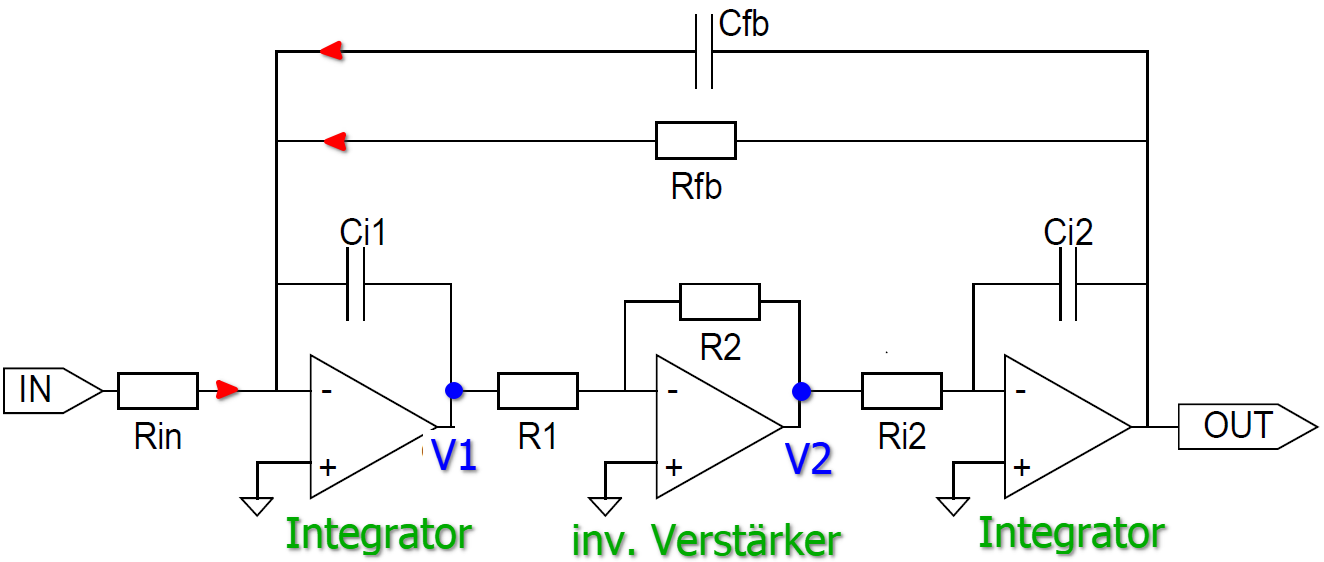 Cfb
Rfb
Ci1
Ci2
R2
IN
-
-
-
OUT
Rin
R1
Ri2
V1
V2
+
+
+
Integrator
inv. Verstärker
Integrator